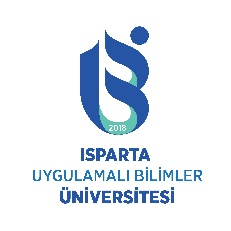 2018
ISPARTA
UYGULAMALI BİLİMLER
ÜNİVERSİTESİ